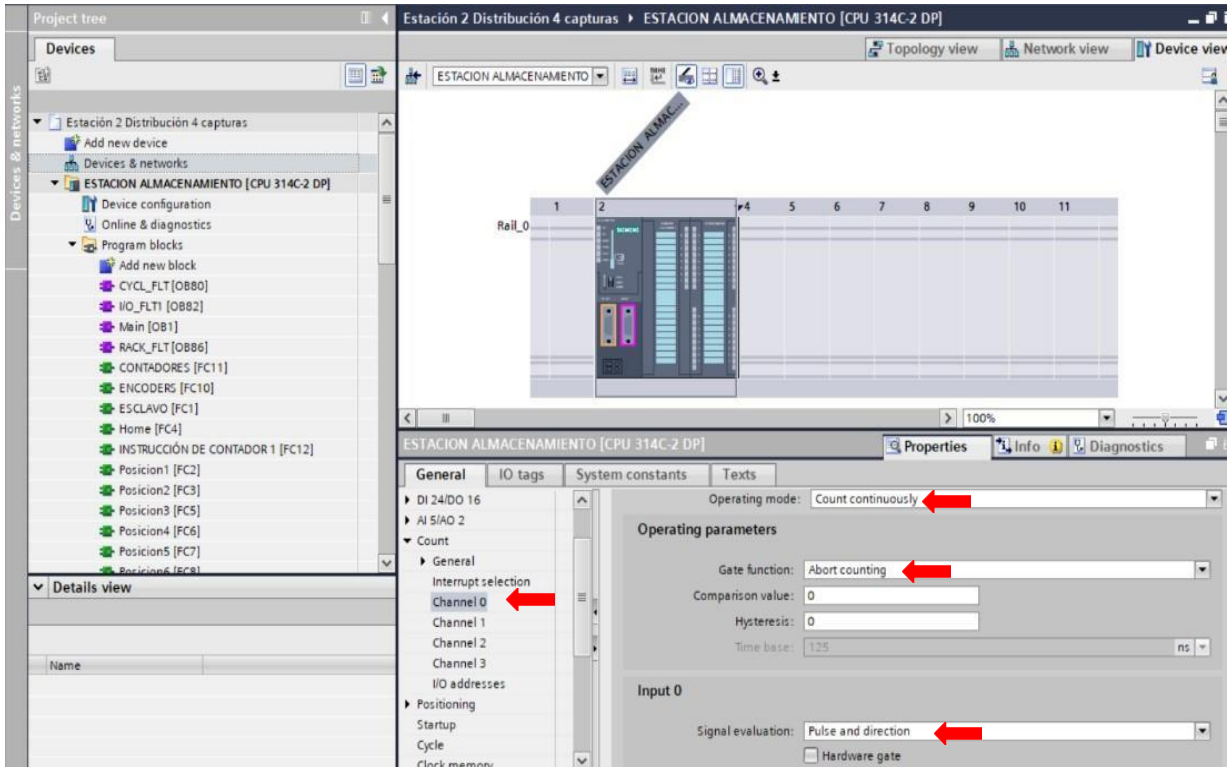 Project tree
Devices
Devices & networks
Estación 2 Distribución 4 capturas
Add new device
Devices & networks
ESTACION ALMACENAMIENTO [CPU 314C-2 DP]
Device configuration
Online & diagnostics
Program blocks
Add new block
CYCL_FLT [OB80]
I/O_FLT1 [OB82]
Main [OB1]
RACK_FLT [OB86]
CONTADORES [FC11]
ENCODERS [FC10]
ESCLAVO [FC1]
Home [FC4]
INSTRUCCIÓN DE CONTADOR 1 [FC12]
Posicion1 [FC2]
Posicion2 [FC3]
Posicion3 [FC5]
Posicion4 [FC6]
Posicion5 [FC7]
Posicion6 [FC8]
Details view
Name
Estación 2 Distribución 4 capturas ▸ ESTACION ALMACENAMIENTO [CPU 314C-2 DP]
Topology view
Network view
Device view
ESTACION ALMACENAMIENTO
ESTACION ALMAC...
1 2 4 5 6 7 8 9 10 11
Rail_0
SIEMENS
100%
ESTACION ALMACENAMIENTO [CPU 314C-2 DP]
Properties
Info
Diagnostics
General
IO tags
System constants
Texts
DI 24/DO 16
AI 5/AO 2
Count
General
Interrupt selection
Channel 0
Channel 1
Channel 2
Channel 3
I/O addresses
Positioning
Startup
Cycle
Clock memory
Operating mode: Count continuously
Operating parameters
Gate function: Abort counting
Comparison value: 0
Hysteresis: 0
Time base: 125 ns
Input 0
Signal evaluation: Pulse and direction
Hardware gate